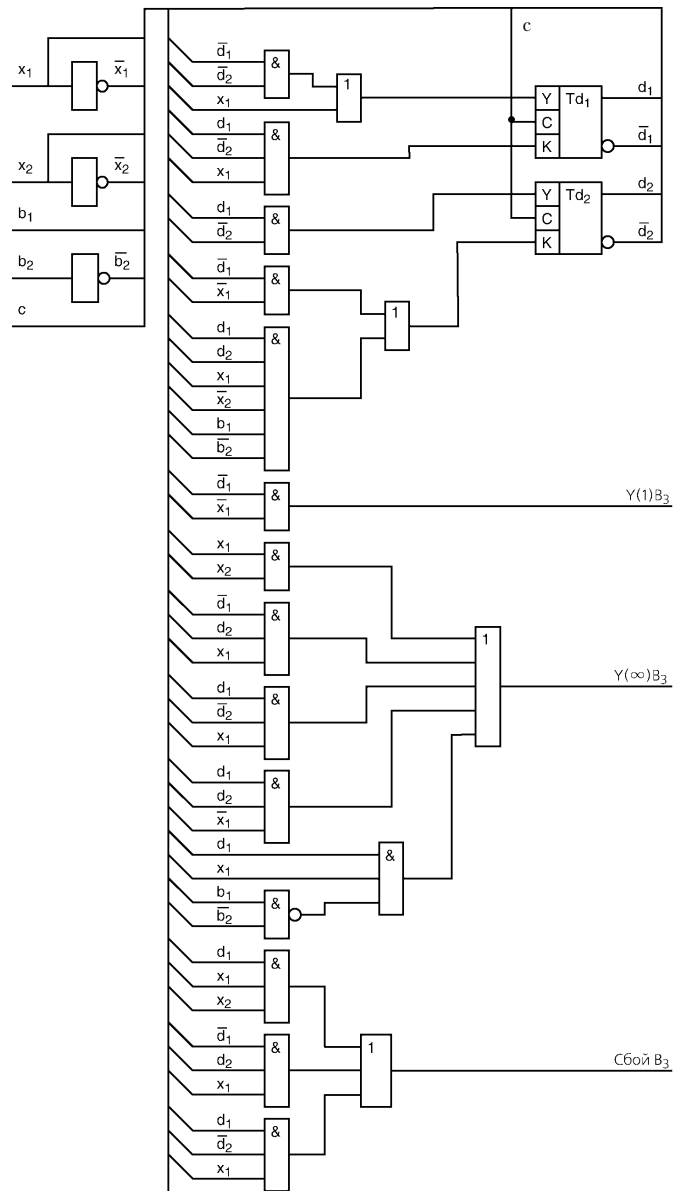 c
x₁ x̅₁
x₂ x̅₂
b₁
b₂ b̅₂
c
d̅₁ &
d̅₂
x₁ 1
d₁ &
d̅₂
x₁
Y Td₁ d₁
C
K d̅₁
d₁ &
d̅₂
Y Td₂ d₂
C
K d̅₂
d̅₁ &
x̅₁
1
d₁ &
d₂
x₁
x̅₂
b₁
b̅₂
d̅₁ &
x̅₁
Y(1)B₃
x₁ &
x₂
d̅₁ &
d₂
x₁
1
Y(∞)B₃
d₁ &
d̅₂
x₁
d₁ &
d₂
x̅₁
d₁ &
x₁
b₁ &
b̅₂
d₁ &
x₁
x₂
d̅₁ &
d₂
x₁
1
Сбой B₃
d₁ &
d̅₂
x₁